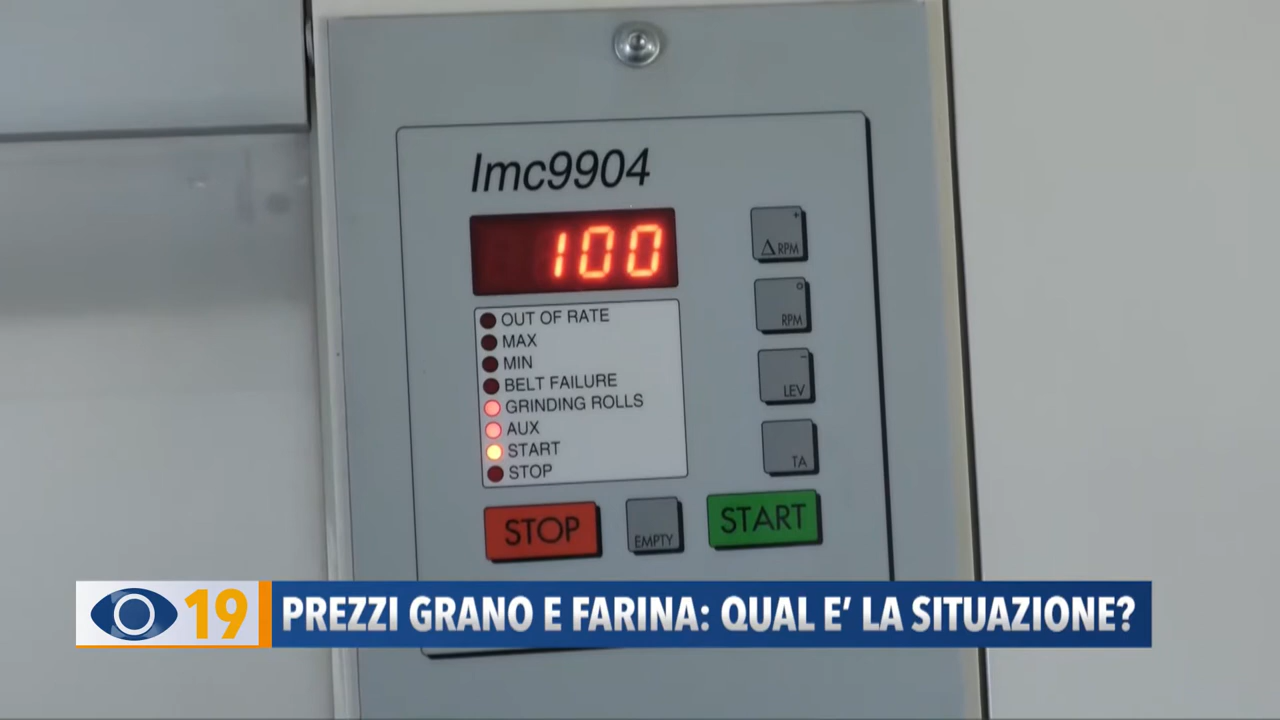 Imc9904
100
OUT OF RATE
MAX
MIN
BELT FAILURE
GRINDING ROLLS
AUX
START
STOP
+
Δ RPM
O
RPM
−
LEV
TA
STOP
EMPTY
START
19
PREZZI GRANO E FARINA: QUAL E' LA SITUAZIONE?